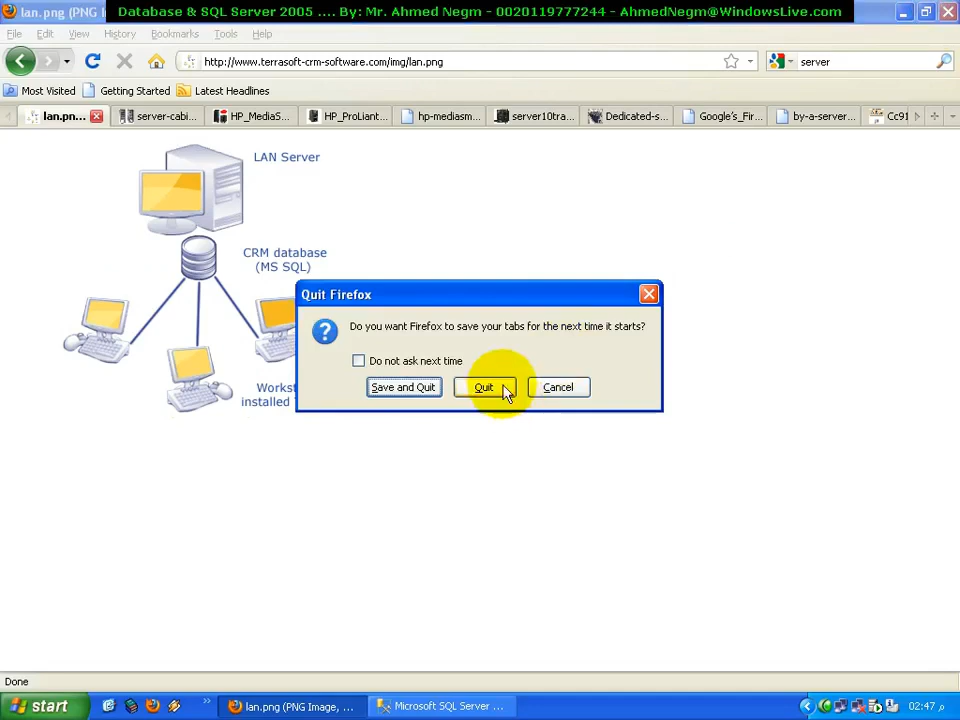 lan.png (PNG I
Database & SQL Server 2005 .... By: Mr. Ahmed Negm - 0020119777244 - AhmedNegm@WindowsLive.com
File Edit View History Bookmarks Tools Help
http://www.terrasoft-crm-software.com/img/lan.png
server
Most Visited Getting Started Latest Headlines
lan.pn... server-cabi... HP_MediaS... HP_ProLiant... hp-mediasm... server10tra... Dedicated-s... Google's_Fir... by-a-server... Cc91
LAN Server
CRM database
(MS SQL)
Works
installed
Quit Firefox
Do you want Firefox to save your tabs for the next time it starts?
Do not ask next time
Save and Quit Quit Cancel
Done
start lan.png (PNG Image, ... Microsoft SQL Server ... 02:47 م